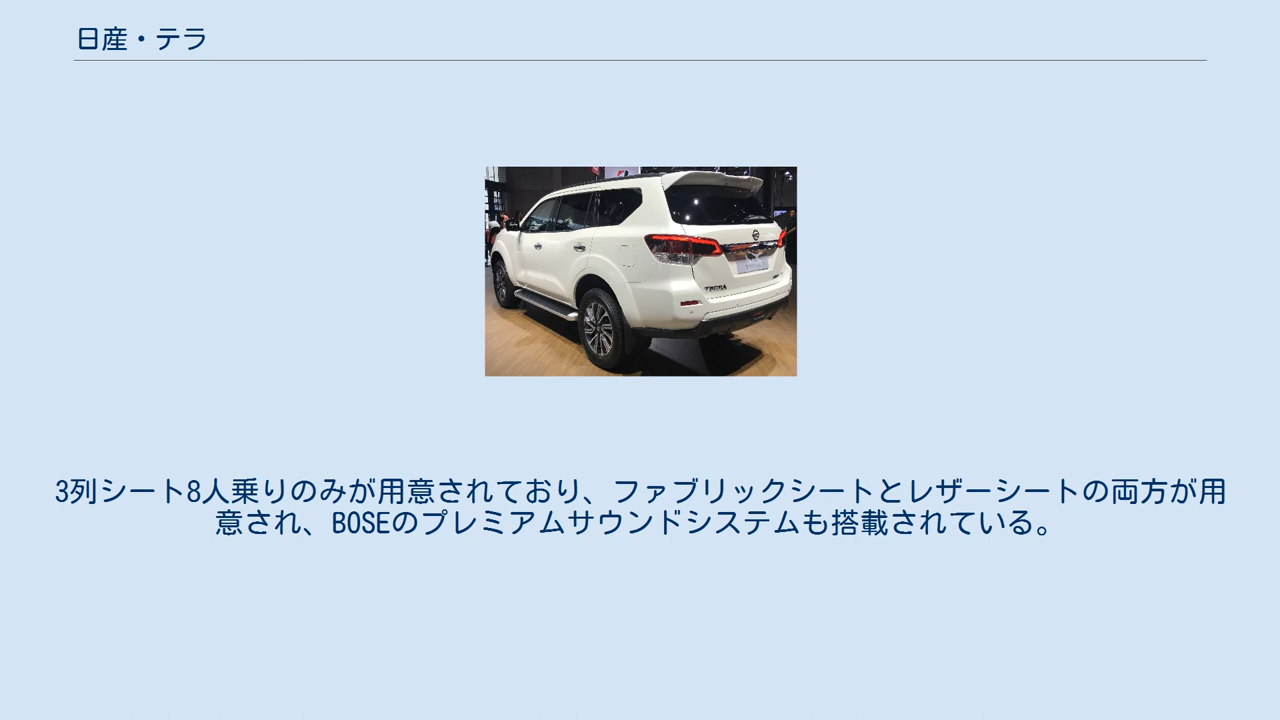 日産・テラ
TERRA
3列シート8人乗りのみが用意されており、ファブリックシートとレザーシートの両方が用
意され、BOSEのプレミアムサウンドシステムも搭載されている。